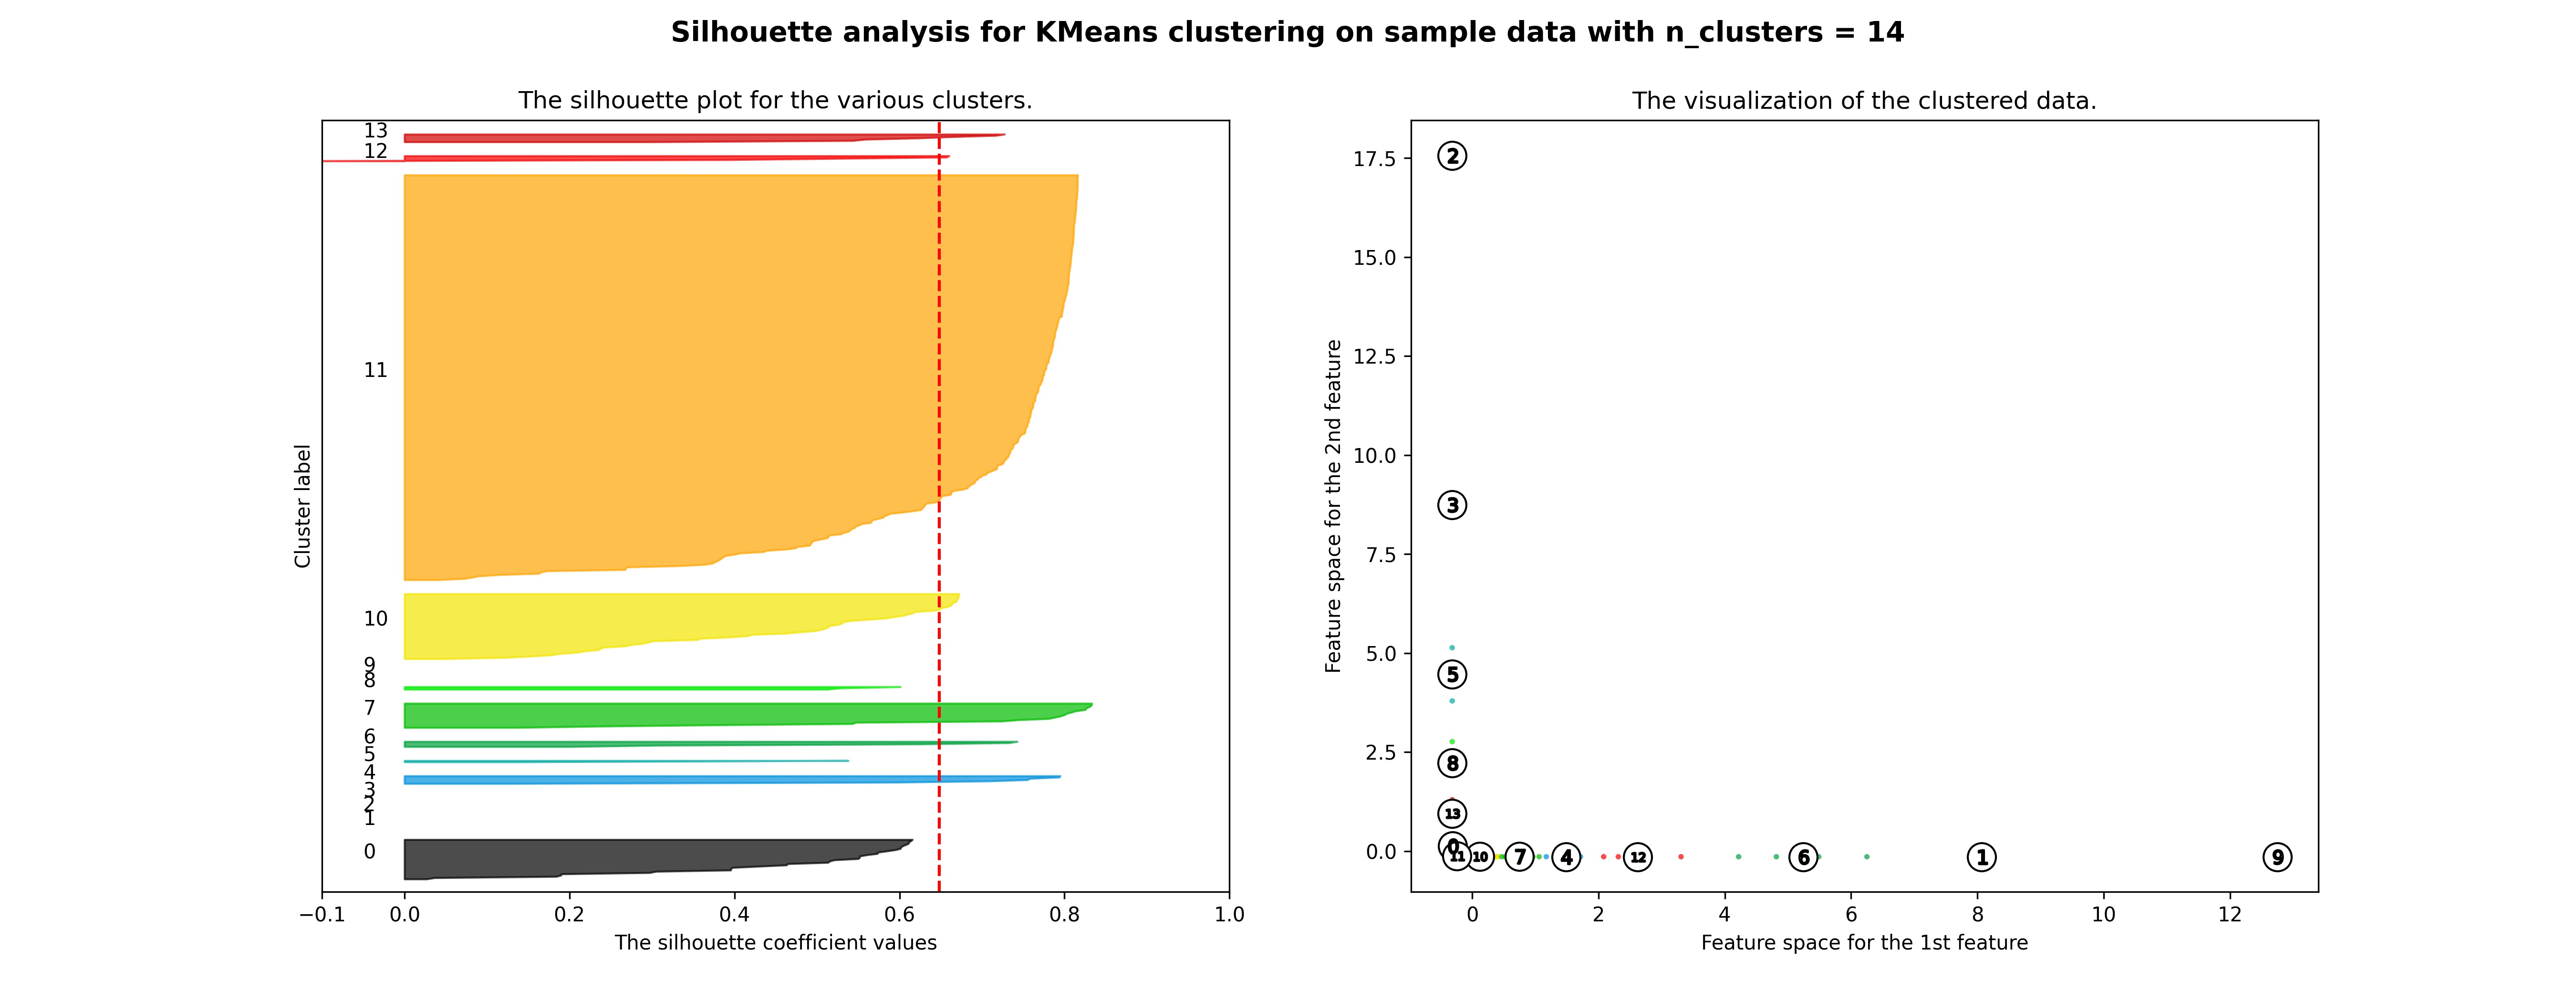 Silhouette analysis for KMeans clustering on sample data with n_clusters = 14
The silhouette plot for the various clusters.
13
12
11
10
9
8
7
6
5
4
3
2
1
0
Cluster label
−0.1 0.0 0.2 0.4 0.6 0.8 1.0
The silhouette coefficient values
The visualization of the clustered data.
17.5
15.0
12.5
10.0
7.5
5.0
2.5
0.0
Feature space for the 2nd feature
2
3
5
8
13
0
11 10 7 4 12 6 1 9
0 2 4 6 8 10 12
Feature space for the 1st feature